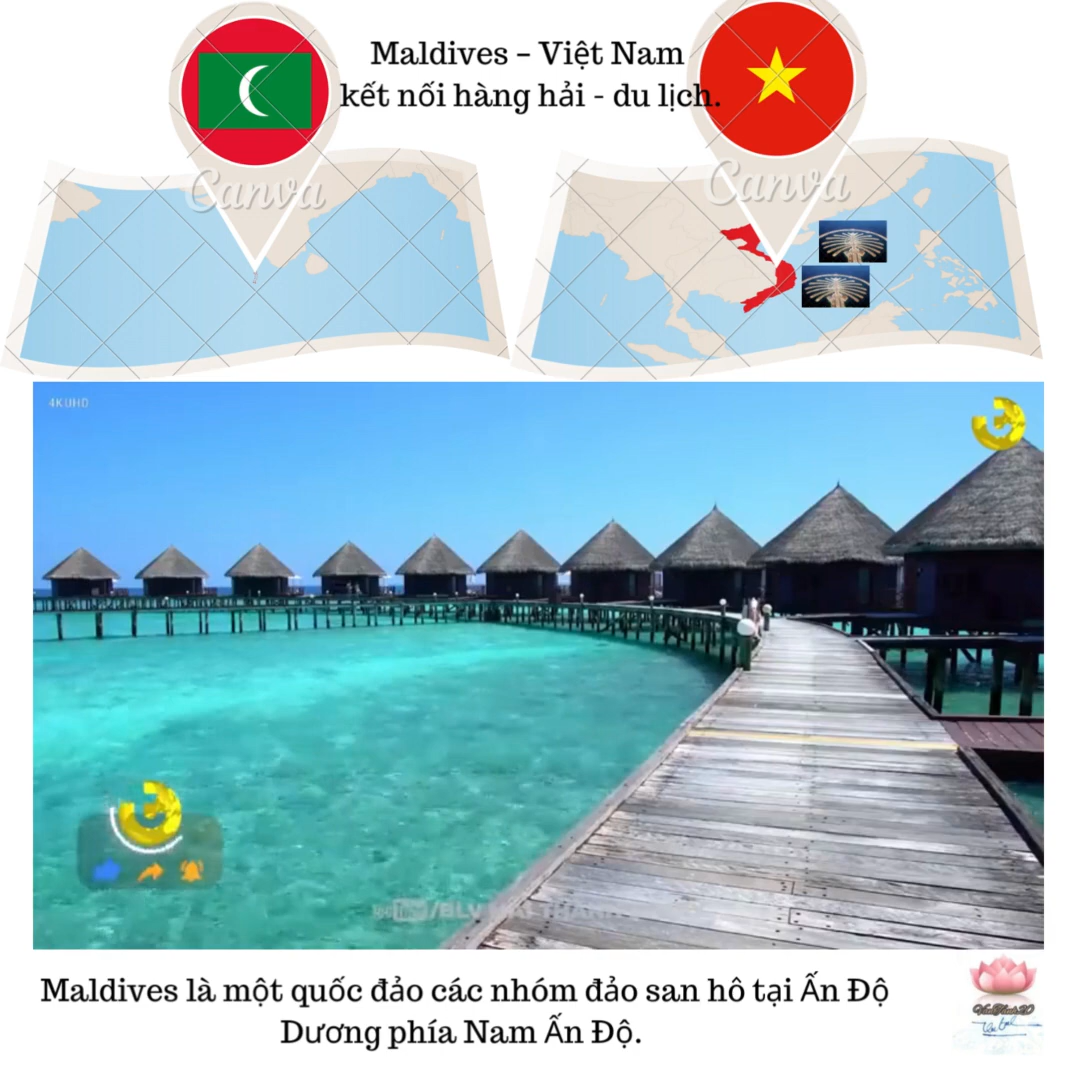 Maldives – Việt Nam
kết nối hàng hải - du lịch.
Canva
Canva
4KUHD
Maldives là một quốc đảo các nhóm đảo san hô tại Ấn Độ
Dương phía Nam Ấn Độ.